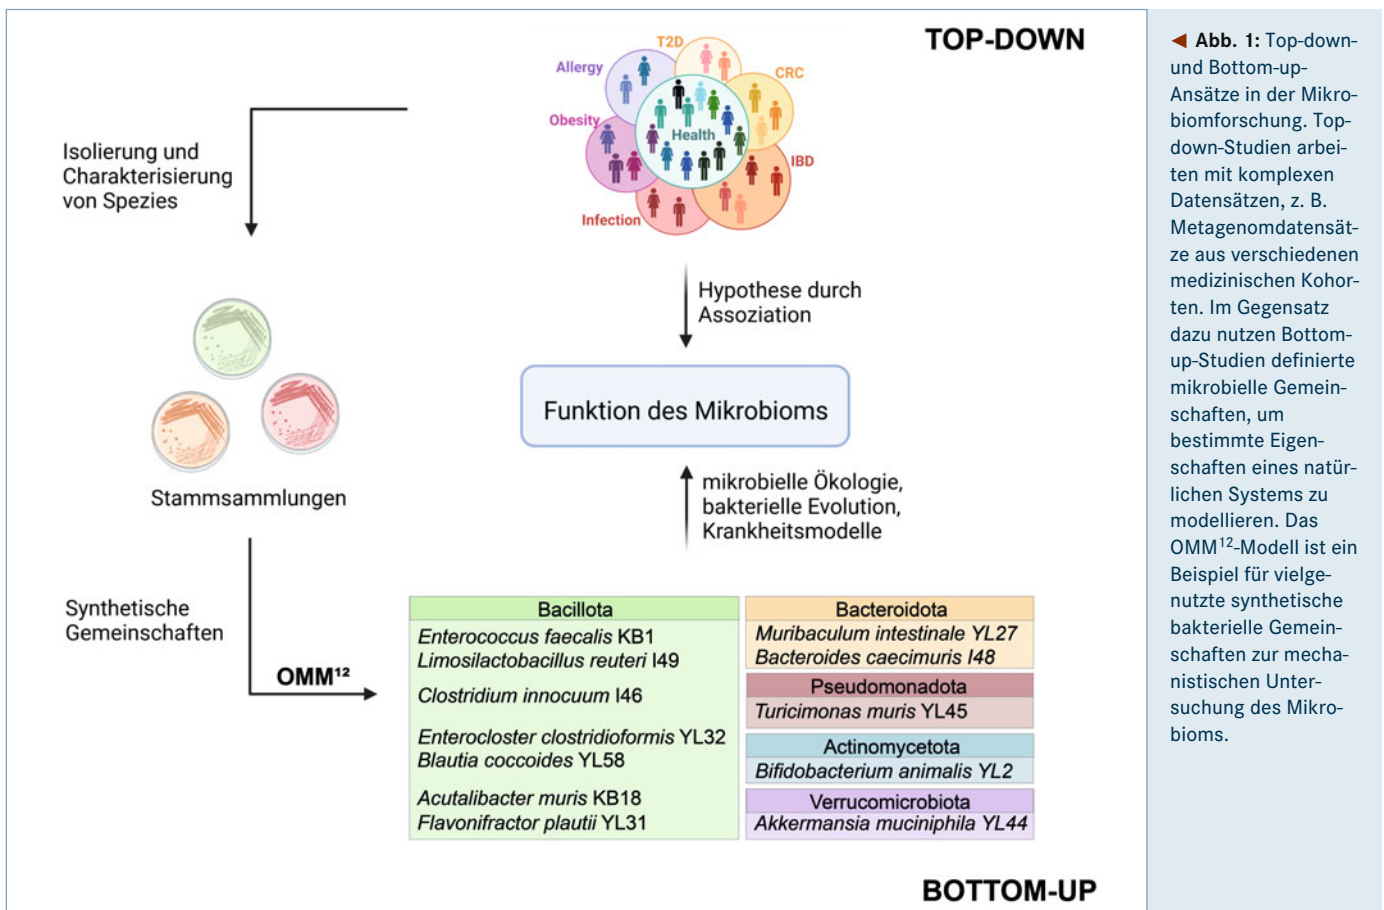 TOP-DOWN
T2D
Allergy
CRC
Obesity
Health
IBD
Infection
Isolierung und
Charakterisierung
von Spezies
Hypothese durch
Assoziation
Funktion des Mikrobioms
Stammsammlungen
mikrobielle Ökologie,
bakterielle Evolution,
Krankheitsmodelle
Synthetische
Gemeinschaften
OMM¹²
Bacillota
Enterococcus faecalis KB1
Limosilactobacillus reuteri I49
Clostridium innocuum I46
Enterocloster clostridioformis YL32
Blautia coccoides YL58
Acutalibacter muris KB18
Flavonifractor plautii YL31
Bacteroidota
Muribaculum intestinale YL27
Bacteroides caecimuris I48
Pseudomonadota
Turicimonas muris YL45
Actinomycetota
Bifidobacterium animalis YL2
Verrucomicrobiota
Akkermansia muciniphila YL44
BOTTOM-UP
◀ Abb. 1: Top-down-
und Bottom-up-
Ansätze in der Mikro-
biomforschung. Top-
down-Studien arbei-
ten mit komplexen
Datensätzen, z. B.
Metagenomdatensät-
ze aus verschiedenen
medizinischen Kohor-
ten. Im Gegensatz
dazu nutzen Bottom-
up-Studien definierte
mikrobielle Gemein-
schaften, um
bestimmte Eigen-
schaften eines natür-
lichen Systems zu
modellieren. Das
OMM¹²-Modell ist ein
Beispiel für vielge-
nutzte synthetische
bakterielle Gemein-
schaften zur mecha-
nistischen Unter-
suchung des Mikro-
bioms.